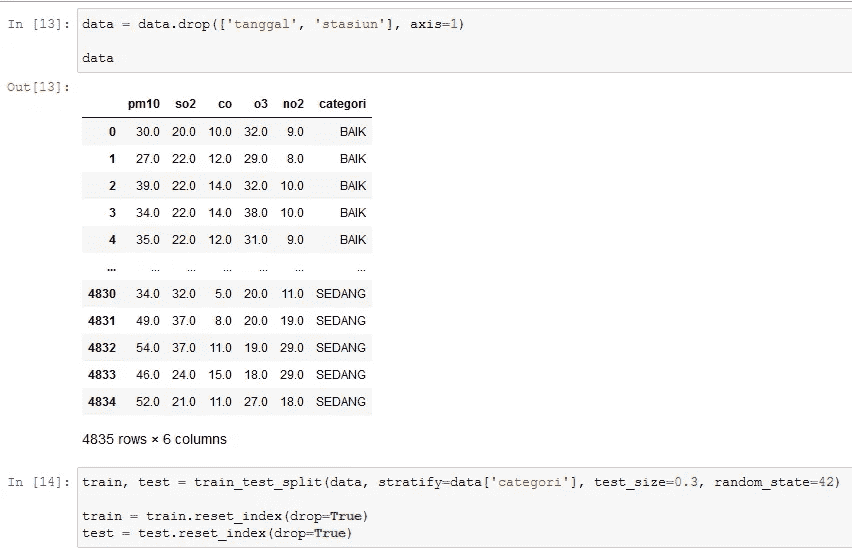 In [13]: data = data.drop(['tanggal', 'stasiun'], axis=1)
data
Out[13]:
pm10 so2 co o3 no2 categori
0 30.0 20.0 10.0 32.0 9.0 BAIK
1 27.0 22.0 12.0 29.0 8.0 BAIK
2 39.0 22.0 14.0 32.0 10.0 BAIK
3 34.0 22.0 14.0 38.0 10.0 BAIK
4 35.0 22.0 12.0 31.0 9.0 BAIK
... ... ... ... ... ... ...
4830 34.0 32.0 5.0 20.0 11.0 SEDANG
4831 49.0 37.0 8.0 20.0 19.0 SEDANG
4832 54.0 37.0 11.0 19.0 29.0 SEDANG
4833 46.0 24.0 15.0 18.0 29.0 SEDANG
4834 52.0 21.0 11.0 27.0 18.0 SEDANG
4835 rows × 6 columns
In [14]: train, test = train_test_split(data, stratify=data['categori'], test_size=0.3, random_state=42)
train = train.reset_index(drop=True)
test = test.reset_index(drop=True)